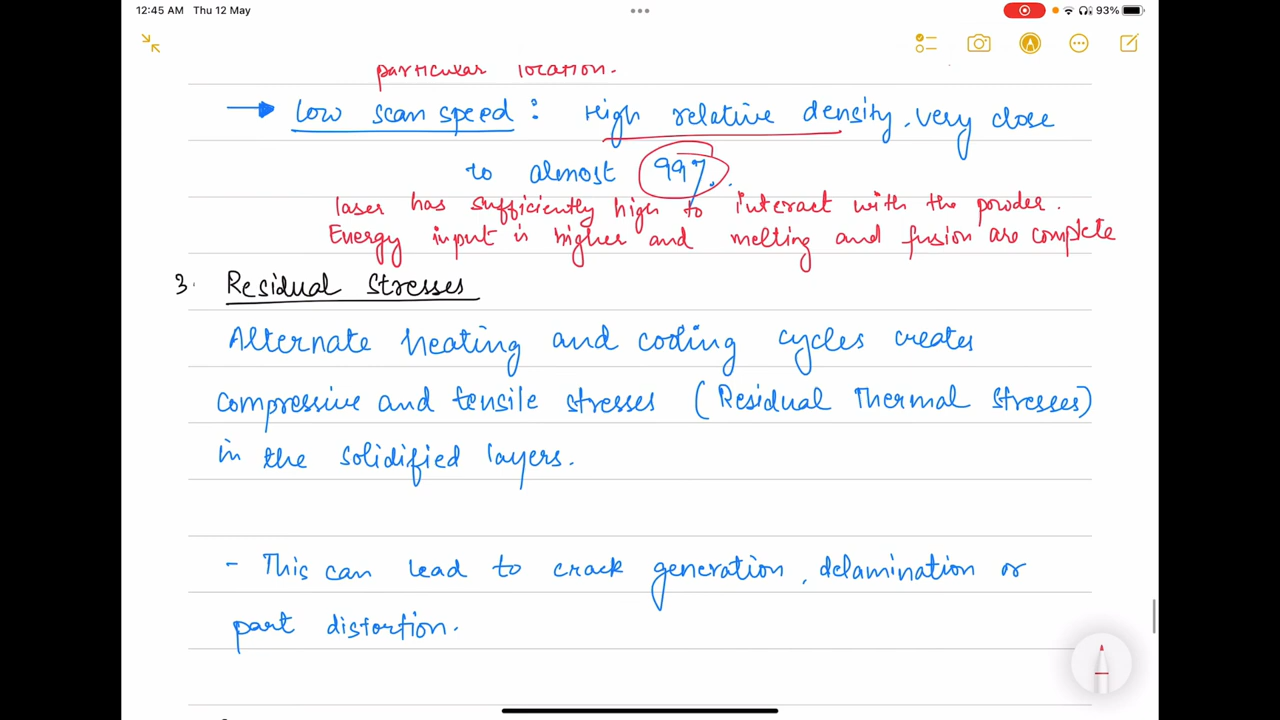 12:45 AM Thu 12 May
93%
particular location.
→ Low scan speed : High relative density, very close
to almost 99%.
laser has sufficiently high to interact with the powder.
Energy input is higher and melting and fusion are complete
3. Residual Stresses
Alternate heating and cooling cycles creates
compressive and tensile stresses (Residual Thermal Stresses)
in the solidified layers.
- This can lead to crack generation, delamination or
part distortion.